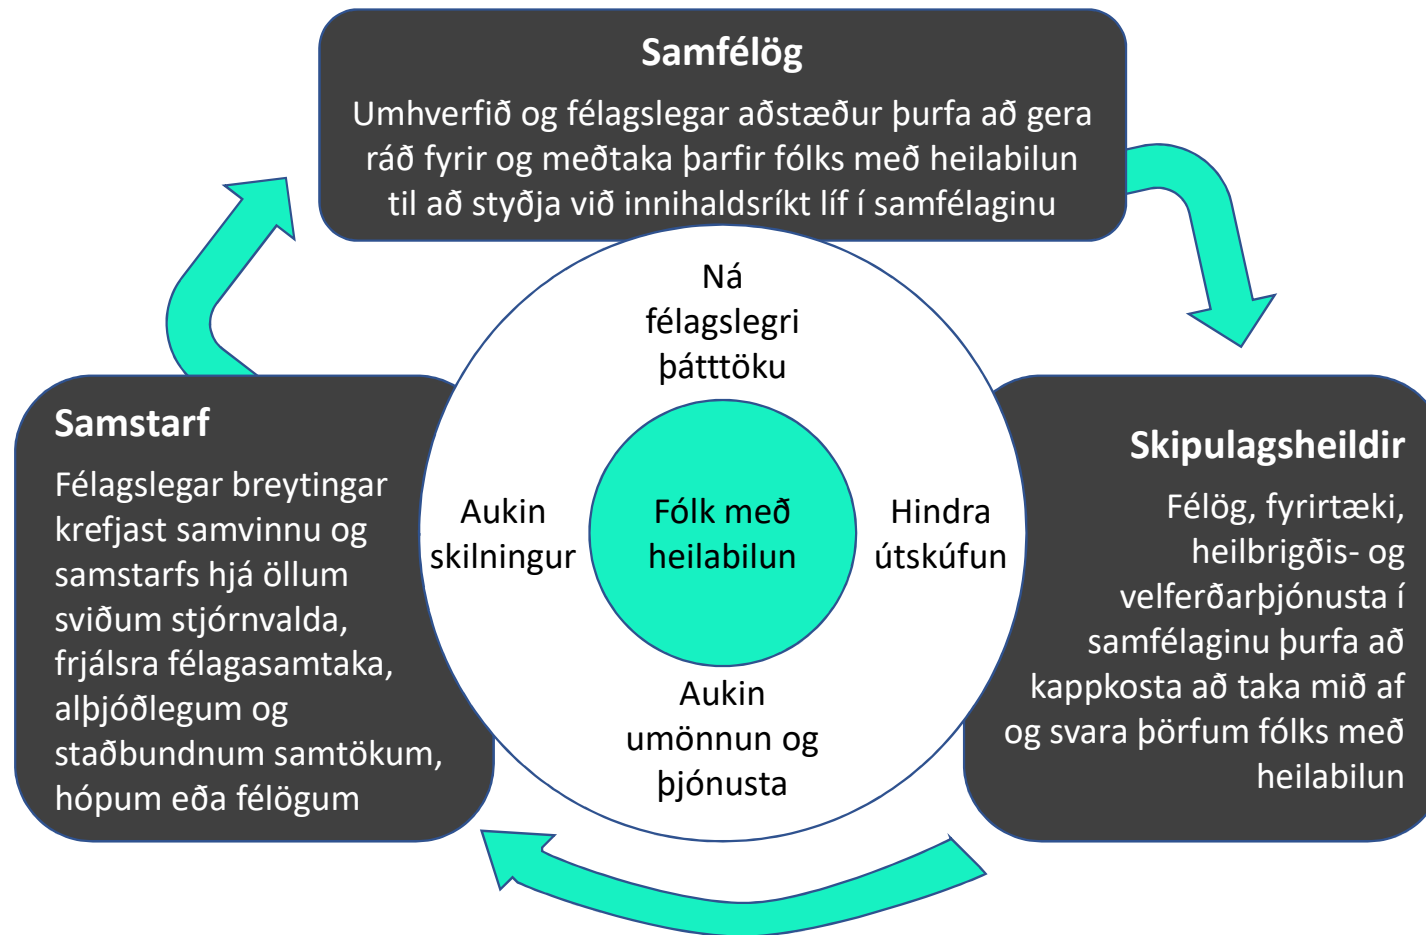 Samfélög
Umhverfið og félagslegar aðstæður þurfa að gera
ráð fyrir og meðtaka þarfir fólks með heilabilun
til að styðja við innihaldsríkt líf í samfélaginu
Ná
félagslegri
þátttöku
Samstarf
Félagslegar breytingar
krefjast samvinnu og
samstarfs hjá öllum
sviðum stjórnvalda,
frjálsra félagasamtaka,
alþjóðlegum og
staðbundnum samtökum,
hópum eða félögum
Aukin
skilningur
Fólk með
heilabilun
Hindra
útskúfun
Aukin
umönnun og
þjónusta
Skipulagsheildir
Félög, fyrirtæki,
heilbrigðis- og
velferðarþjónusta í
samfélaginu þurfa að
kappkosta að taka mið af
og svara þörfum fólks með
heilabilun